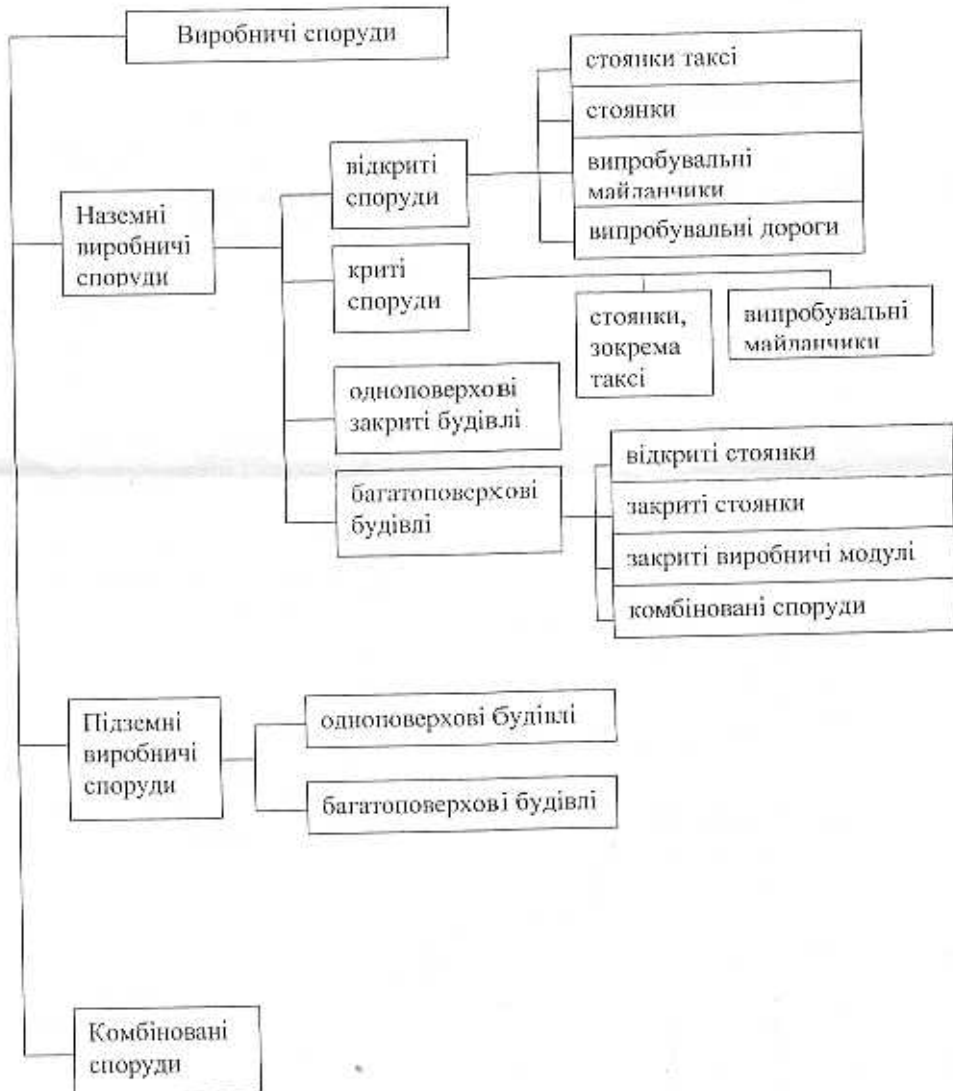 Виробничі споруди
стоянки таксі
стоянки
випробувальні
майданчики
випробувальні дороги
відкриті
споруди
Наземні
виробничі
споруди
криті
споруди
стоянки,
зокрема
таксі
випробувальні
майданчики
одноповерхові
закриті будівлі
багатоповерхові
будівлі
відкриті стоянки
закриті стоянки
закриті виробничі модулі
комбіновані споруди
Підземні
виробничі
споруди
одноповерхові будівлі
багатоповерхові будівлі
Комбіновані
споруди